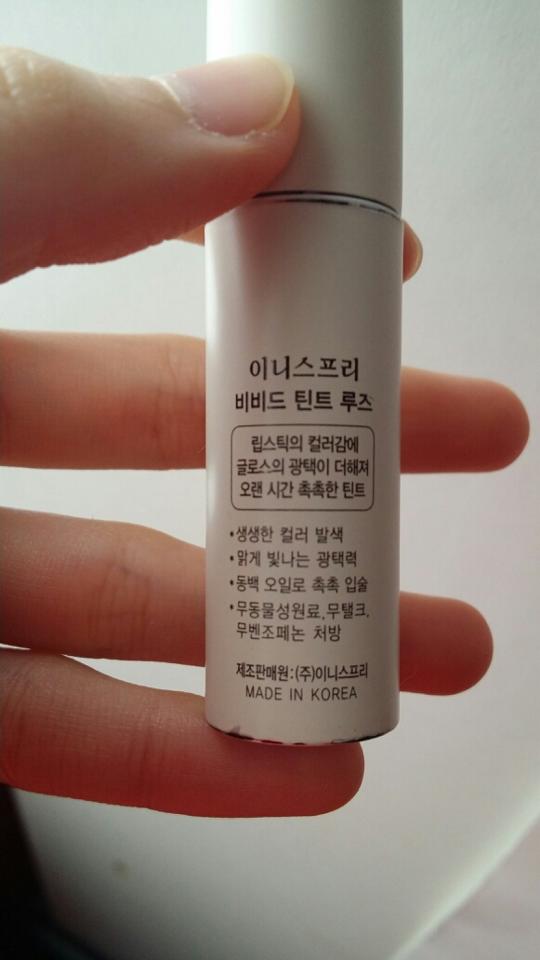 이니스프리
비비드 틴트 루즈
립스틱의 컬러감에
글로스의 광택이 더해져
오랜 시간 촉촉한 틴트
•생생한 컬러 발색
•맑게 빛나는 광택력
•동백 오일로 촉촉 입술
•무동물성원료,무탤크,
무벤조페논 처방
제조판매원:(주)이니스프리
MADE IN KOREA